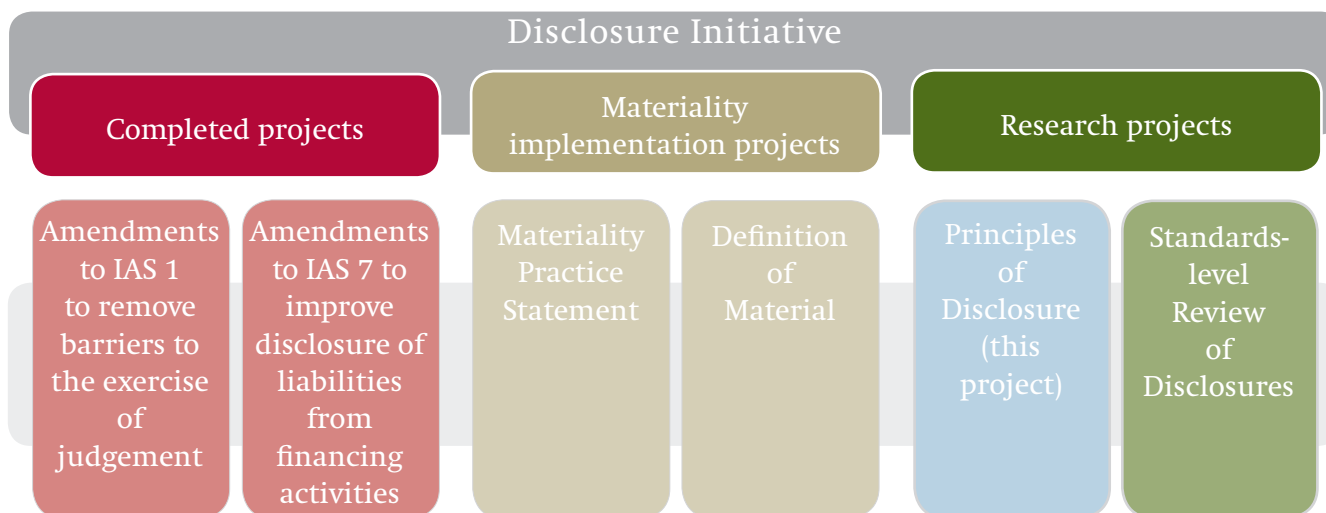 Disclosure Initiative
Completed projects
Materiality
implementation projects
Research projects
Amendments
to IAS 1
to remove
barriers to
the exercise
of
judgement
Amendments
to IAS 7 to
improve
disclosure of
liabilities
from
financing
activities
Materiality
Practice
Statement
Definition
of
Material
Principles
of
Disclosure
(this
project)
Standards-
level
Review
of
Disclosures